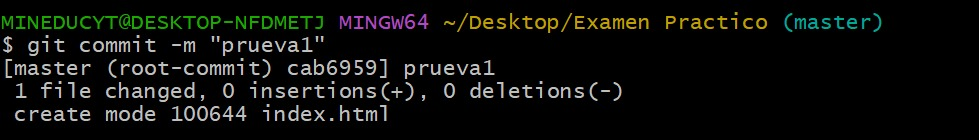 MINEDUCYT@DESKTOP-NFDMETJ MINGW64 ~/Desktop/Examen Practico (master)
$ git commit -m "prueva1"
[master (root-commit) cab6959] prueva1
 1 file changed, 0 insertions(+), 0 deletions(-)
 create mode 100644 index.html